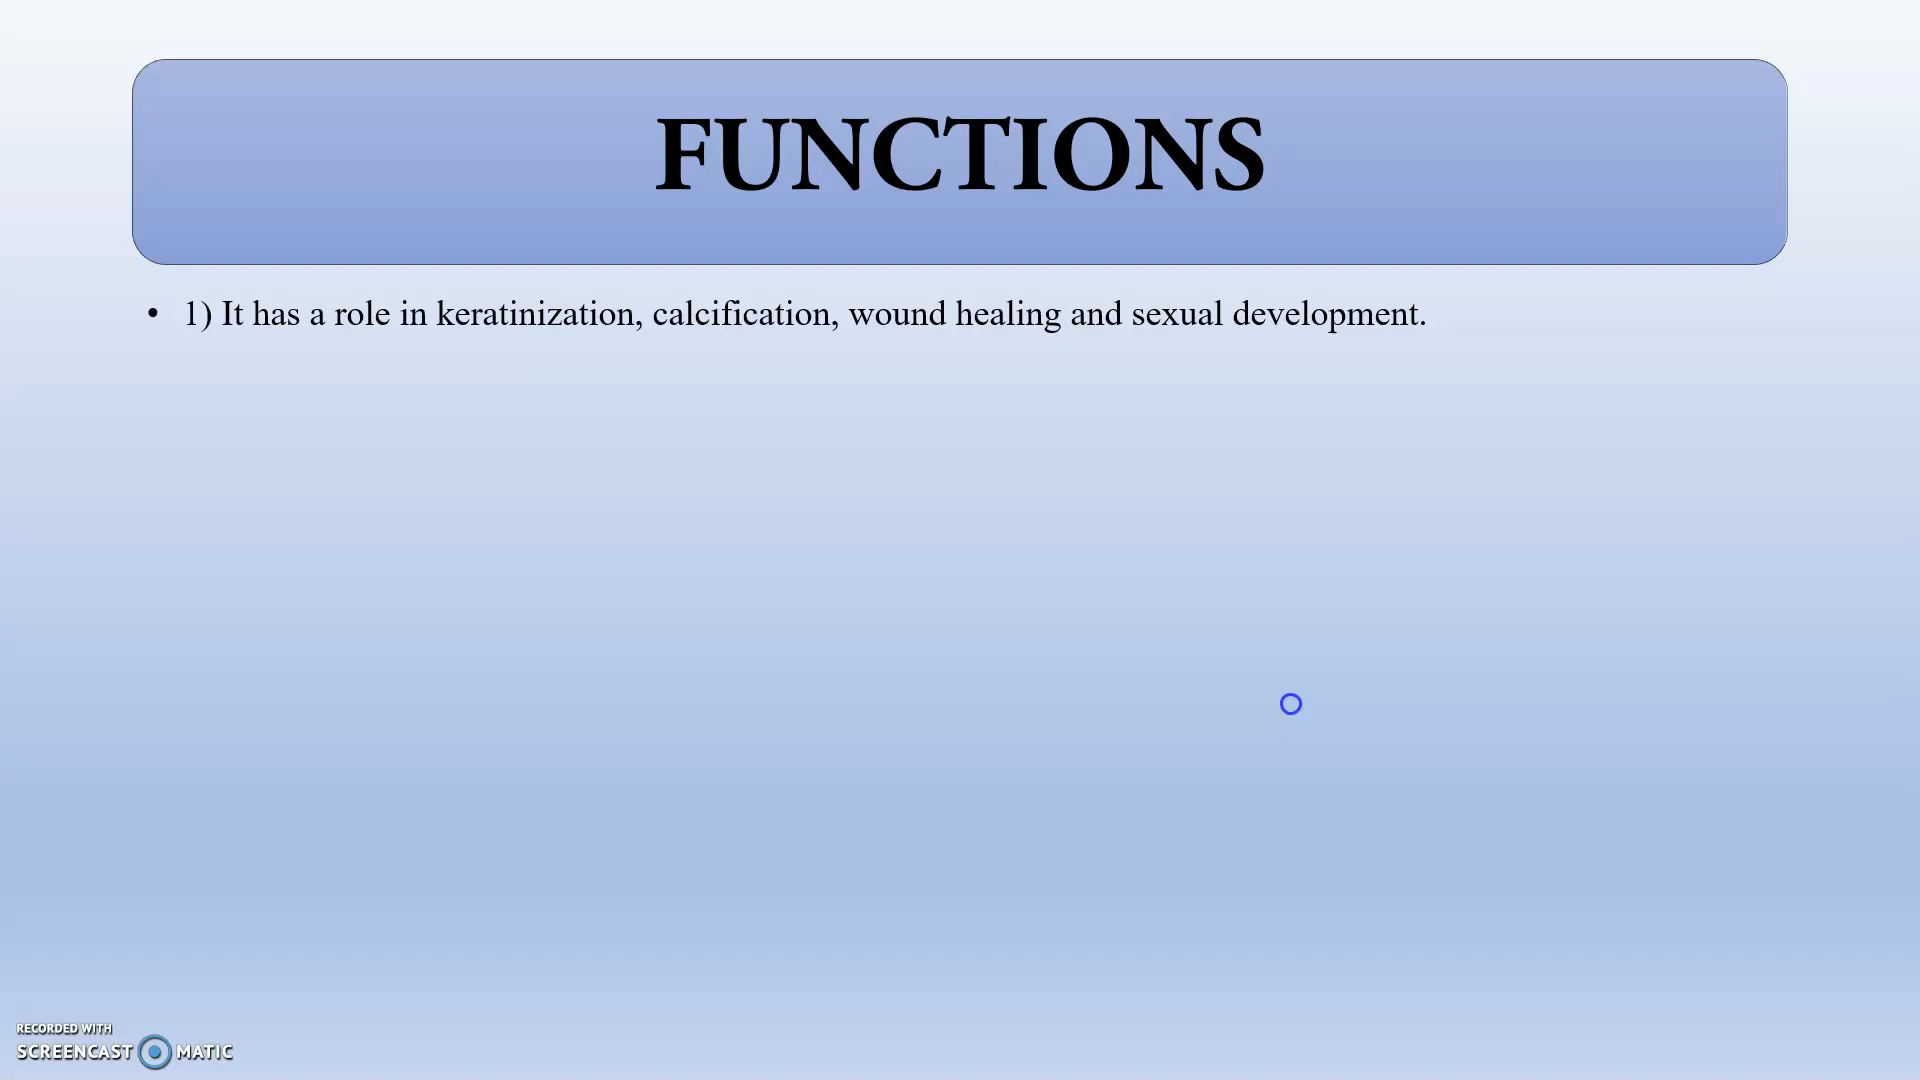 FUNCTIONS
• 1) It has a role in keratinization, calcification, wound healing and sexual development.
RECORDED WITH
SCREENCAST MATIC